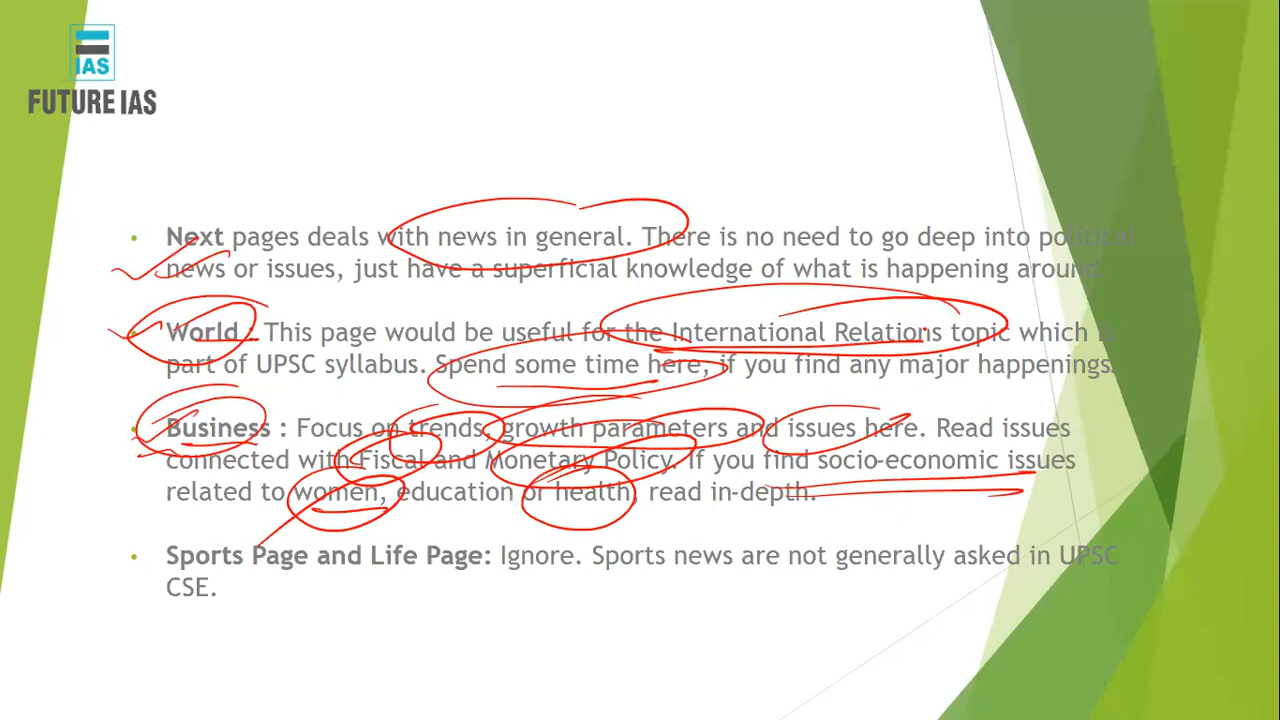 IAS
FUTURE IAS
• Next pages deals with news in general. There is no need to go deep into political
news or issues, just have a superficial knowledge of what is happening around.
• World : This page would be useful for the International Relations topic which is
part of UPSC syllabus. Spend some time here, if you find any major happenings.
• Business : Focus on trends, growth parameters and issues here. Read issues
connected with Fiscal and Monetary Policy. If you find socio-economic issues
related to women, education or health, read in-depth.
• Sports Page and Life Page: Ignore. Sports news are not generally asked in UPSC
CSE.